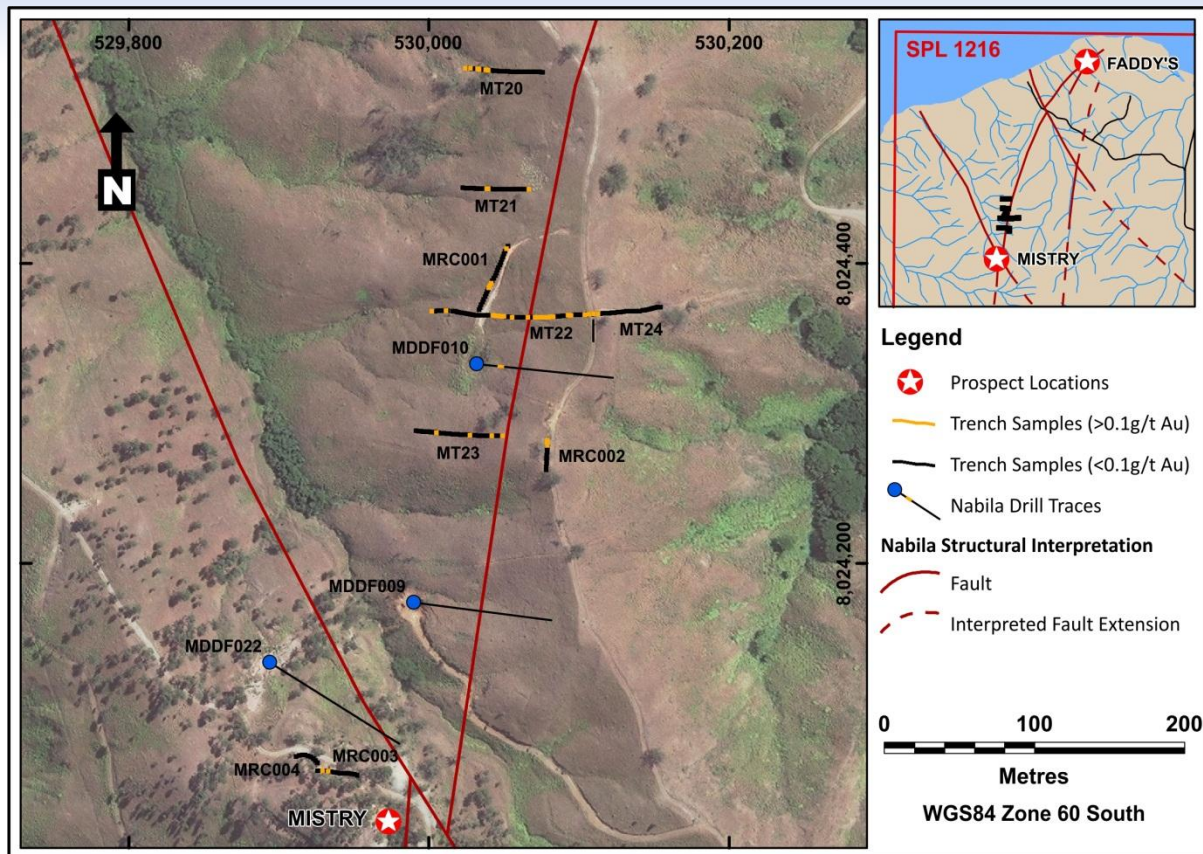 529,800
530,000
530,200
SPL 1216
FADDY'S
MISTRY
MT20
N
MT21
MRC001
8,024,400
MT22
MT24
MDDF010
MT23
MRC002
8,024,200
MDDF009
MDDF022
MRC003
MRC004
MISTRY
Legend
Prospect Locations
Trench Samples (>0.1g/t Au)
Trench Samples (<0.1g/t Au)
Nabila Drill Traces
Nabila Structural Interpretation
Fault
Interpreted Fault Extension
0 100 200
Metres
WGS84 Zone 60 South